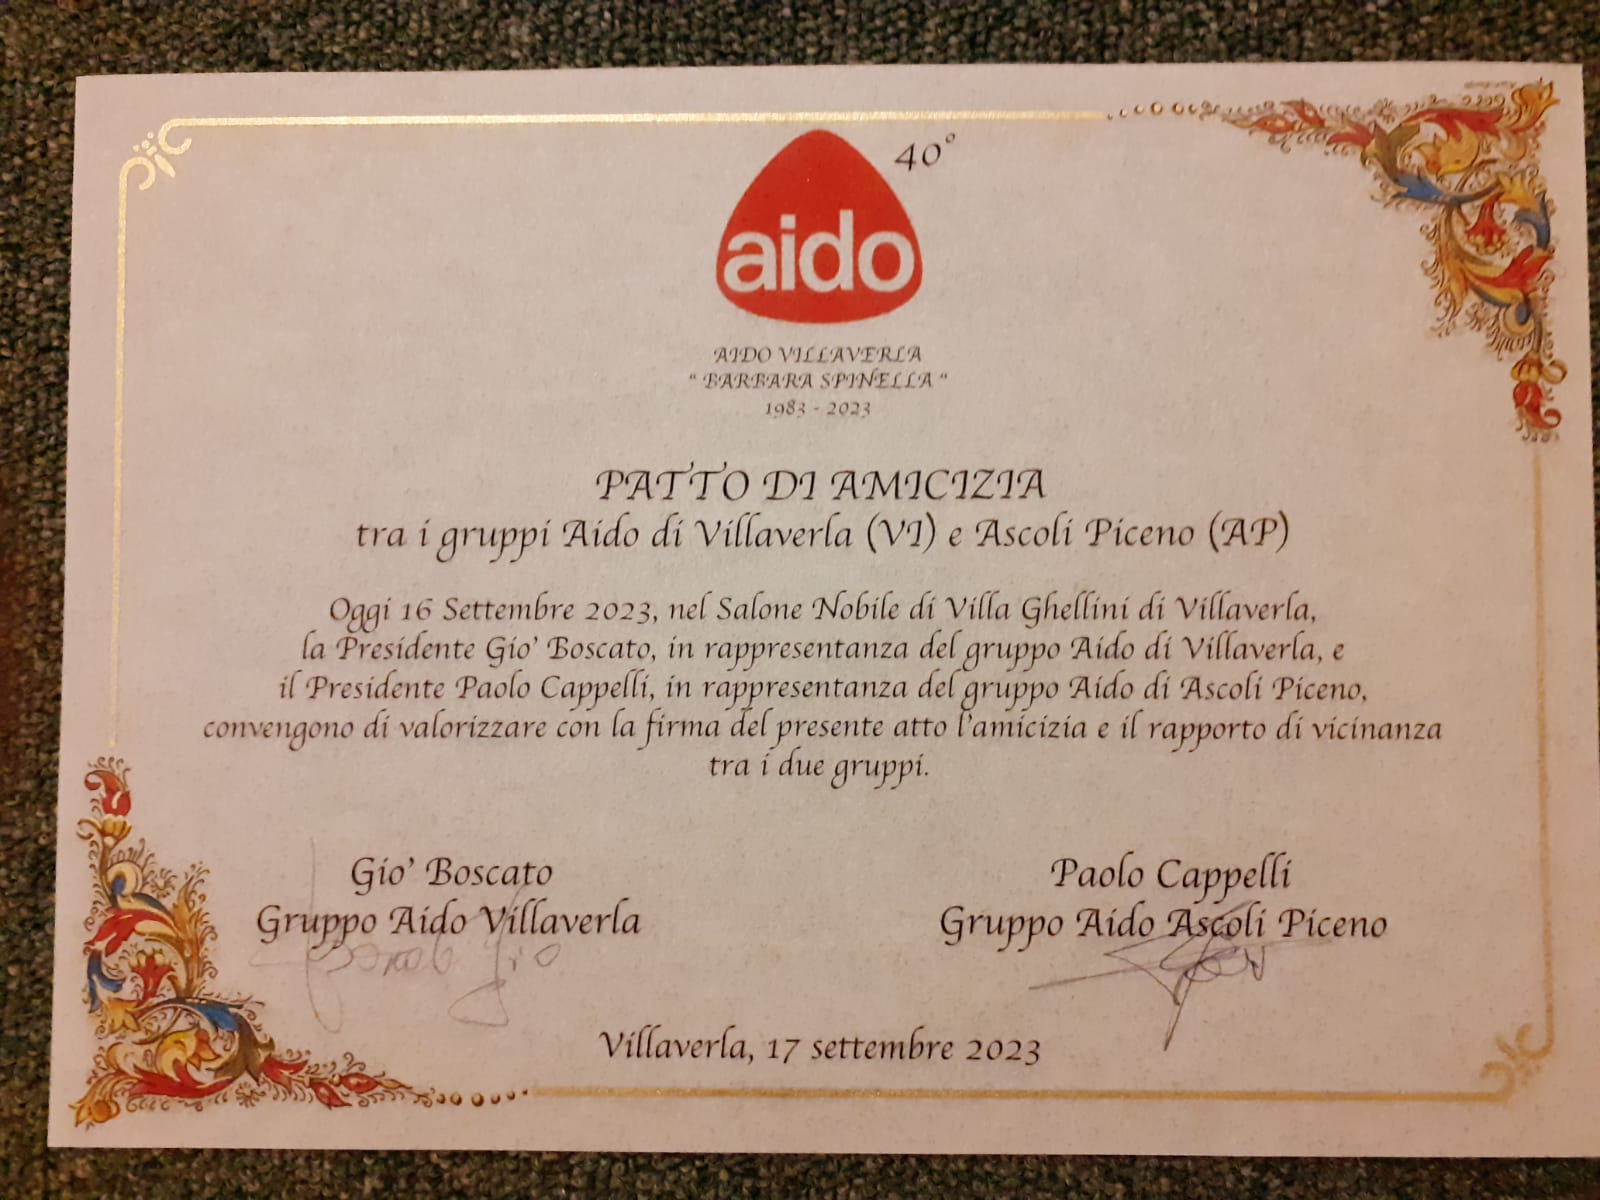 40°
aido
AIDO VILLAVERLA
“ BARBARA SPINELLA “
1983 - 2023
PATTO DI AMICIZIA
tra i gruppi Aido di Villaverla (VI) e Ascoli Piceno (AP)
Oggi 16 Settembre 2023, nel Salone Nobile di Villa Ghellini di Villaverla,
la Presidente Gio’ Boscato, in rappresentanza del gruppo Aido di Villaverla, e
il Presidente Paolo Cappelli, in rappresentanza del gruppo Aido di Ascoli Piceno,
convengono di valorizzare con la firma del presente atto l’amicizia e il rapporto di vicinanza
tra i due gruppi.
Gio’ Boscato
Gruppo Aido Villaverla
Paolo Cappelli
Gruppo Aido Ascoli Piceno
Villaverla, 17 settembre 2023